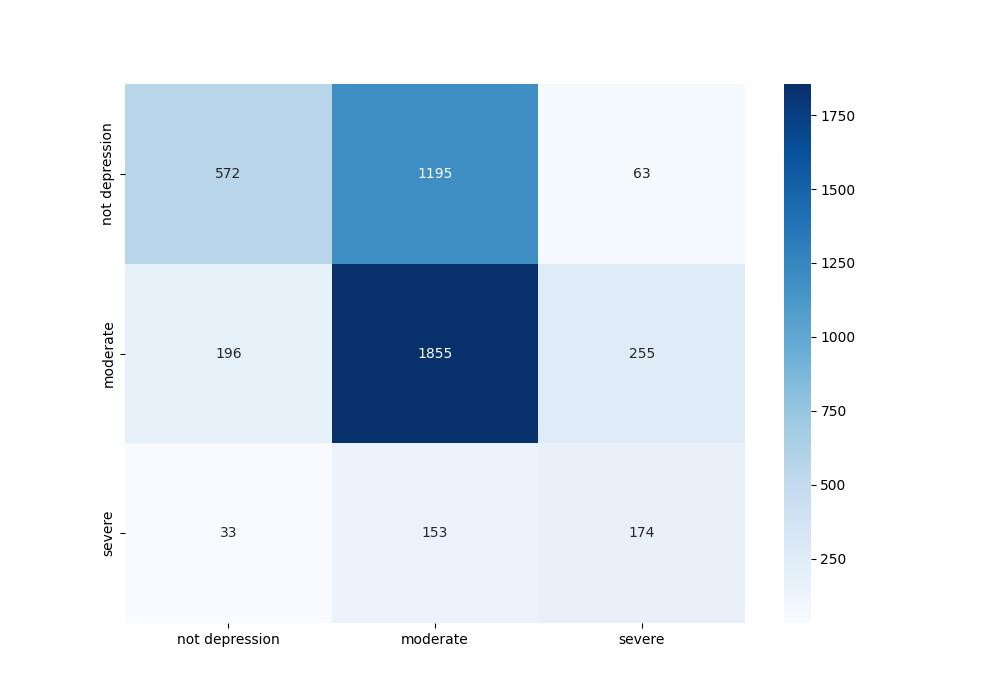 not depression
572 1195 63
moderate
196 1855 255
severe
33 153 174
not depression moderate severe
1750
1500
1250
1000
750
500
250